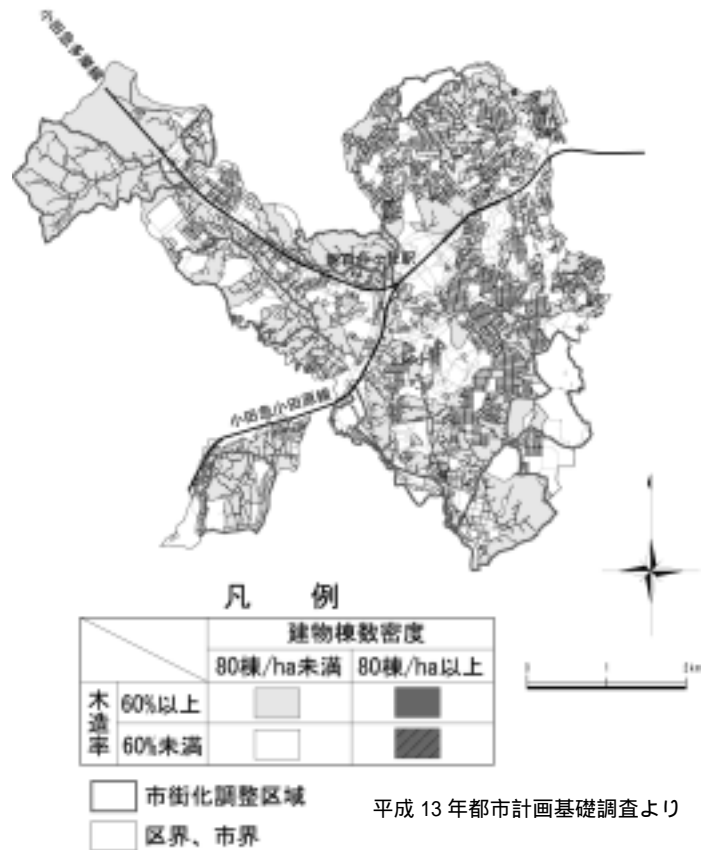 小田急多摩線
新百合ヶ丘駅
小田急小田原線
凡 例
建物棟数密度
80棟/ha未満 80棟/ha以上
木造率
60%以上
60%未満
0 1 2km
市街化調整区域
区界、市界
平成 13 年都市計画基礎調査より